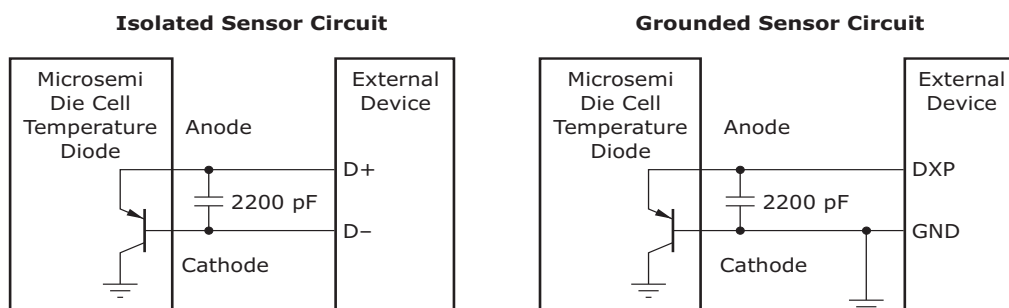 Isolated Sensor Circuit
Microsemi
Die Cell
Temperature
Diode
Anode
Cathode
2200 pF
External
Device
D+
D−
Grounded Sensor Circuit
Microsemi
Die Cell
Temperature
Diode
Anode
Cathode
2200 pF
External
Device
DXP
GND